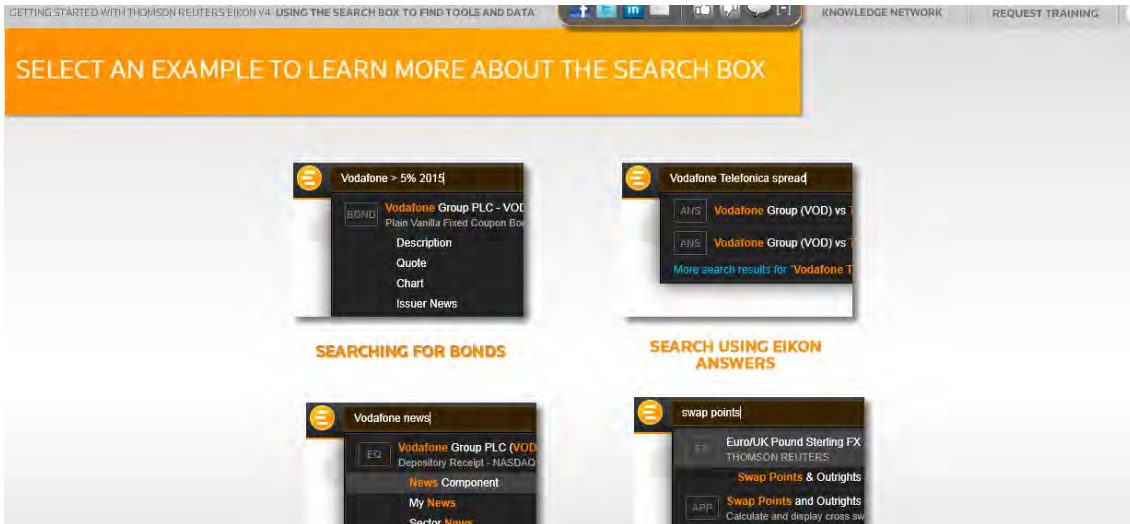 GETTING STARTED WITH THOMSON REUTERS EIKON V4 USING THE SEARCH BOX TO FIND TOOLS AND DATA
KNOWLEDGE NETWORK
REQUEST TRAINING
SELECT AN EXAMPLE TO LEARN MORE ABOUT THE SEARCH BOX
Vodafone > 5% 2015
BOND Vodafone Group PLC - VOD
Plain Vanilla Fixed Coupon Bo
Description
Quote
Chart
Issuer News
SEARCHING FOR BONDS
Vodafone Telefonica spread
ANS Vodafone Group (VOD) vs T
ANS Vodafone Group (VOD) vs
More search results for "Vodafone T
SEARCH USING EIKON
ANSWERS
Vodafone news
EQ Vodafone Group PLC (VOD
Depository Receipt - NASDAQ
News Component
My News
Sector News
swap points
Euro/UK Pound Sterling FX
THOMSON REUTERS
Swap Points & Outrights
APP Swap Points and Outrights
Calculate and display cross sw